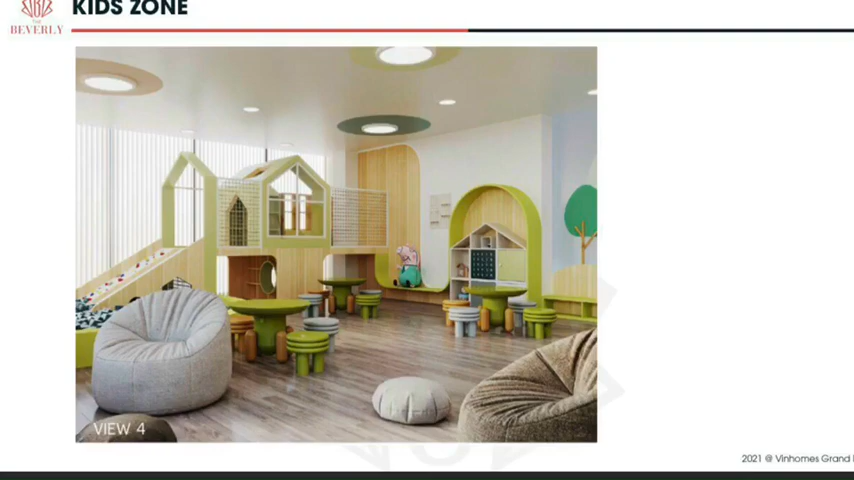 KIDS ZONE
THE
BEVERLY
VIEW 4
2021 @ Vinhomes Grand